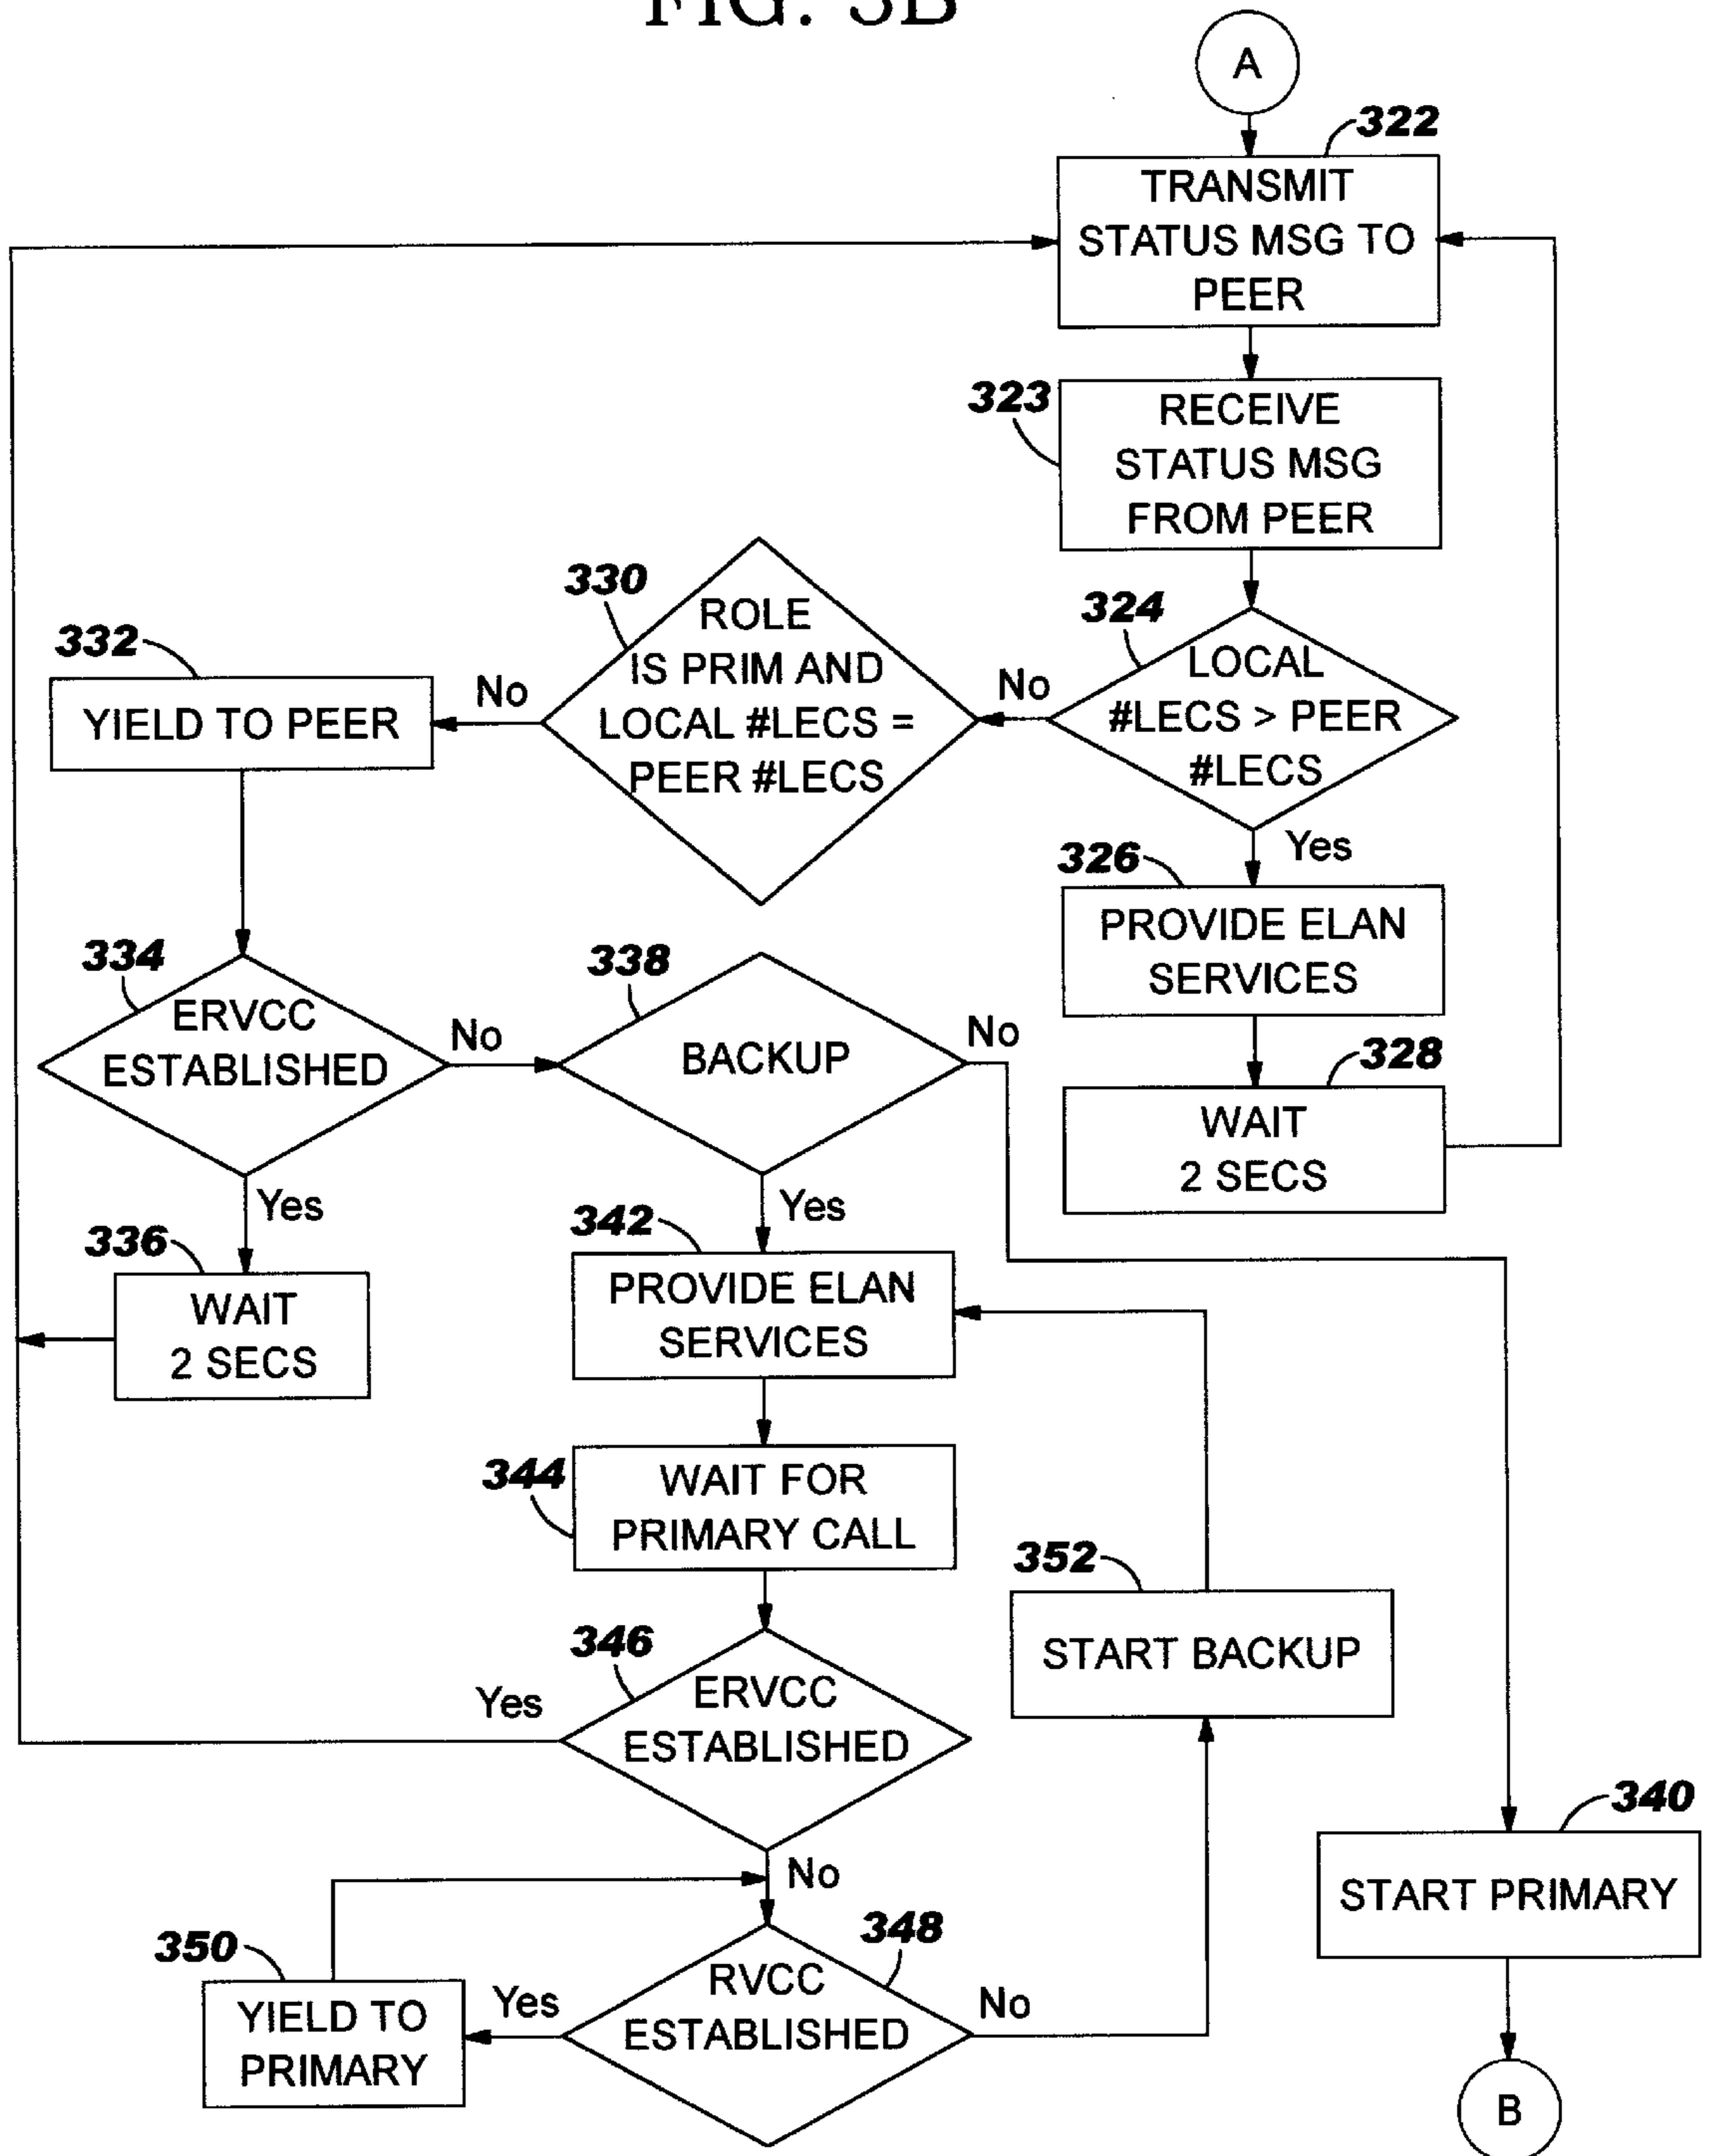 FIG. 3B
A
322
TRANSMIT
STATUS MSG TO
PEER
323
RECEIVE
STATUS MSG
FROM PEER
330
ROLE
IS PRIM AND
LOCAL #LECS =
PEER #LECS
324
LOCAL
#LECS > PEER
#LECS
332
YIELD TO PEER
No
No
Yes
326
PROVIDE ELAN
SERVICES
334
ERVCC
ESTABLISHED
No
338
BACKUP
No
328
WAIT
2 SECS
Yes
Yes
336
WAIT
2 SECS
342
PROVIDE ELAN
SERVICES
344
WAIT FOR
PRIMARY CALL
352
START BACKUP
346
ERVCC
ESTABLISHED
Yes
No
340
START PRIMARY
350
YIELD TO
PRIMARY
Yes
348
RVCC
ESTABLISHED
No
B